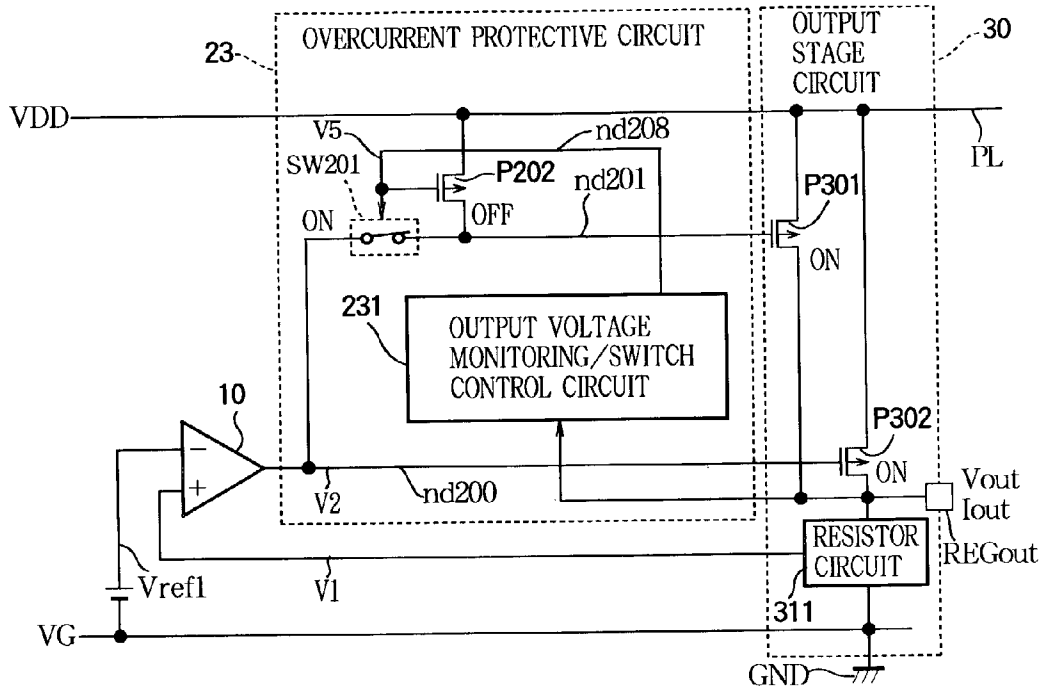 23
OVERCURRENT PROTECTIVE CIRCUIT
OUTPUT
STAGE
CIRCUIT
30
VDD
PL
V5
nd208
SW201
P202
nd201
P301
ON
OFF
ON
231
OUTPUT VOLTAGE
MONITORING/SWITCH
CONTROL CIRCUIT
10
P302
−
+
ON
V2
nd200
Vout
Iout
REGout
RESISTOR
CIRCUIT
311
Vref1
V1
VG
GND